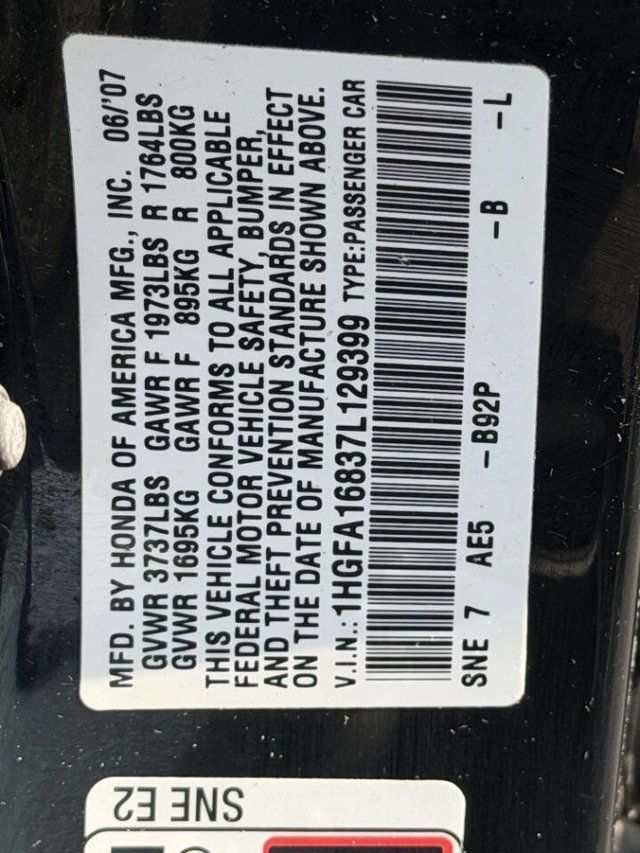 MFD. BY HONDA OF AMERICA MFG., INC. 06/'07
GVWR 3737LBS GAWR F 1973LBS R 1764LBS
GVWR 1695KG GAWR F 895KG R 800KG
THIS VEHICLE CONFORMS TO ALL APPLICABLE
FEDERAL MOTOR VEHICLE SAFETY, BUMPER,
AND THEFT PREVENTION STANDARDS IN EFFECT
ON THE DATE OF MANUFACTURE SHOWN ABOVE.
V.I.N.: 1HGFA16837L129399 TYPE:PASSENGER CAR
SNE 7 AE5 -B92P -B -L
SNE E2